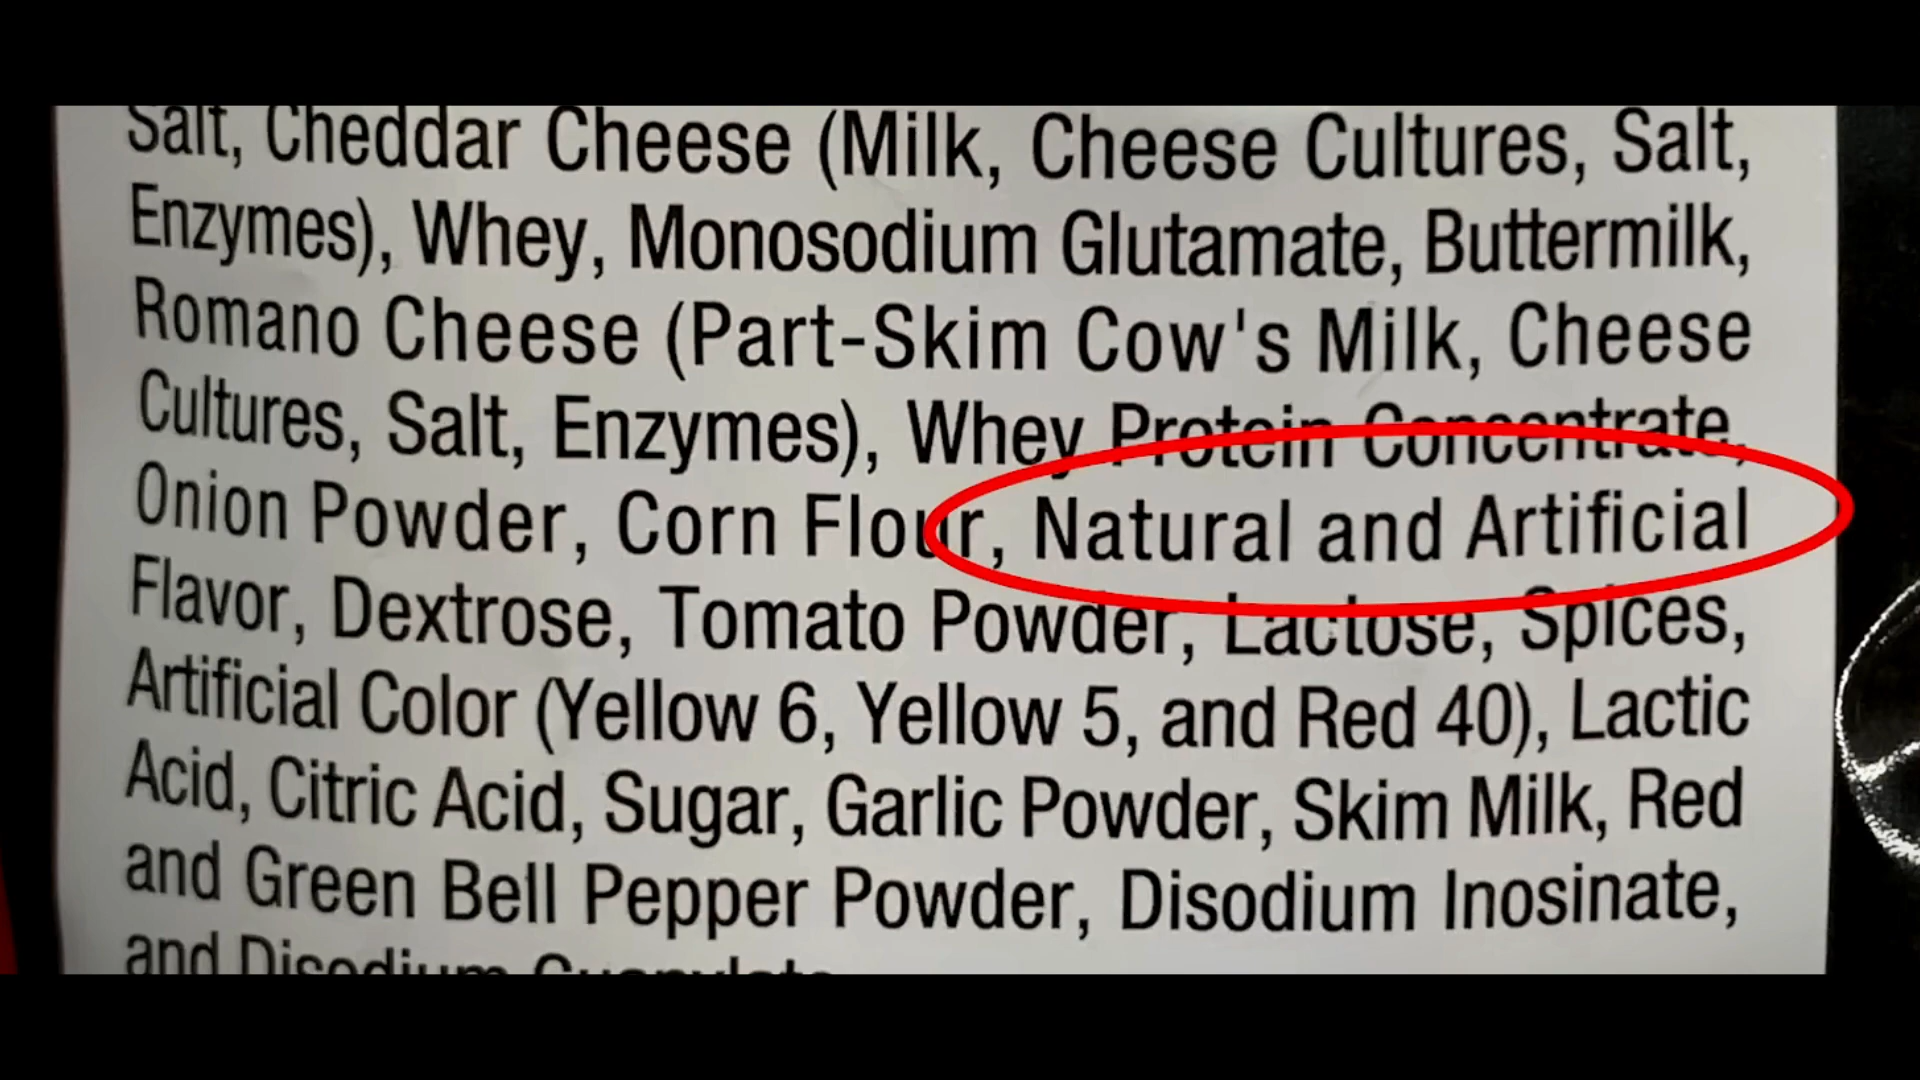 Salt, Cheddar Cheese (Milk, Cheese Cultures, Salt,
Enzymes), Whey, Monosodium Glutamate, Buttermilk,
Romano Cheese (Part-Skim Cow's Milk, Cheese
Cultures, Salt, Enzymes), Whey Protein Concentrate,
Onion Powder, Corn Flour, Natural and Artificial
Flavor, Dextrose, Tomato Powder, Lactose, Spices,
Artificial Color (Yellow 6, Yellow 5, and Red 40), Lactic
Acid, Citric Acid, Sugar, Garlic Powder, Skim Milk, Red
and Green Bell Pepper Powder, Disodium Inosinate,
and Disodium Guanylate